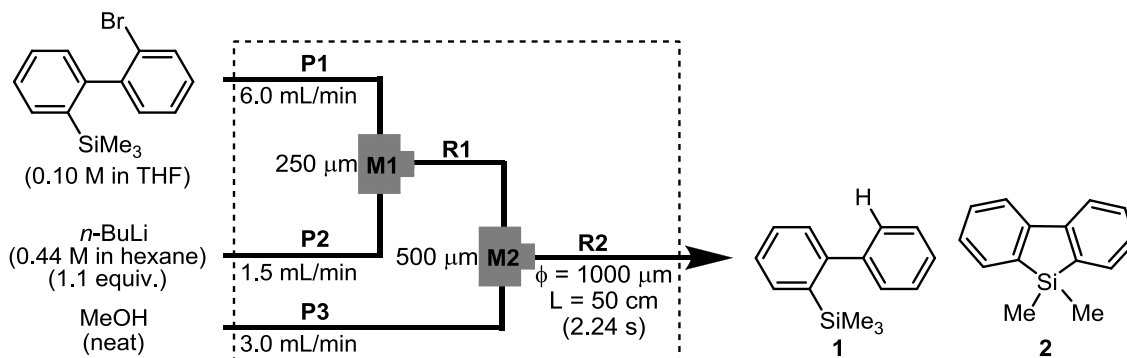 Br
SiMe3
(0.10 M in THF)
P1
6.0 mL/min
250 μm
M1
R1
n-BuLi
(0.44 M in hexane)
(1.1 equiv.)
P2
1.5 mL/min
500 μm
M2
R2
ϕ = 1000 μm
L = 50 cm
(2.24 s)
MeOH
(neat)
P3
3.0 mL/min
H
SiMe3
1
Si
Me Me
2